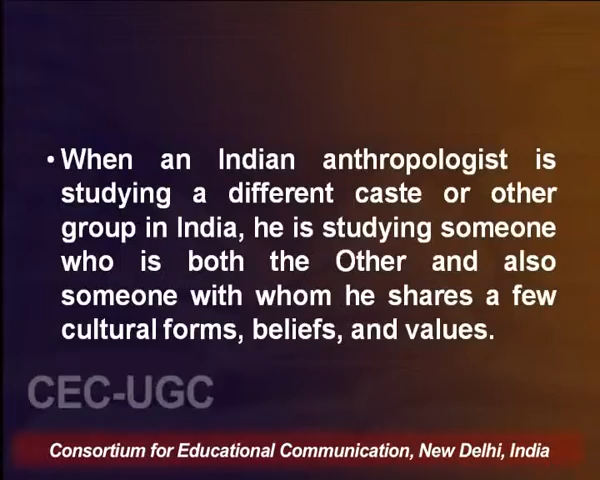 • When an Indian anthropologist is
studying a different caste or other
group in India, he is studying someone
who is both the Other and also
someone with whom he shares a few
cultural forms, beliefs, and values.
CEC-UGC
Consortium for Educational Communication, New Delhi, India